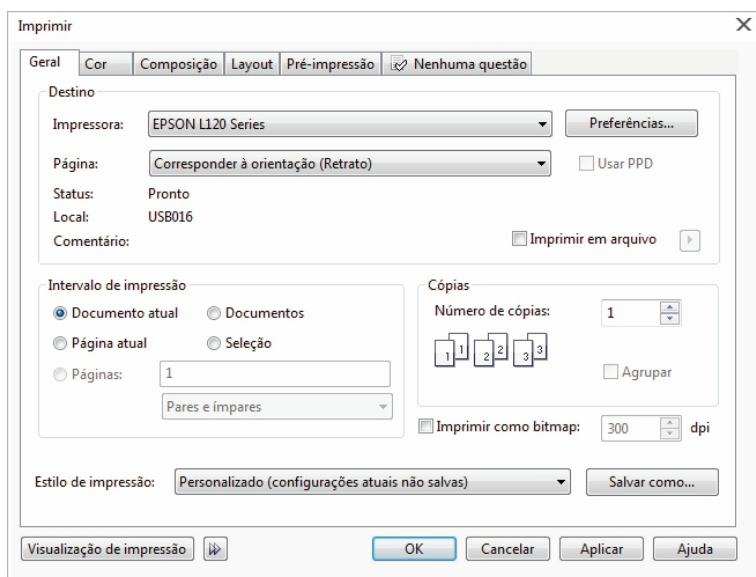 Imprimir
Geral Cor Composição Layout Pré-impressão Nenhuma questão
Destino
Impressora: EPSON L120 Series Preferências...
Página: Corresponder à orientação (Retrato) Usar PPD
Status: Pronto
Local: USB016
Comentário: Imprimir em arquivo
Intervalo de impressão
Documento atual Documentos
Página atual Seleção
Páginas: 1
Pares e ímpares
Cópias
Número de cópias: 1
1 1 2 2 3 3
Agrupar
Imprimir como bitmap: 300 dpi
Estilo de impressão: Personalizado (configurações atuais não salvas) Salvar como...
Visualização de impressão OK Cancelar Aplicar Ajuda